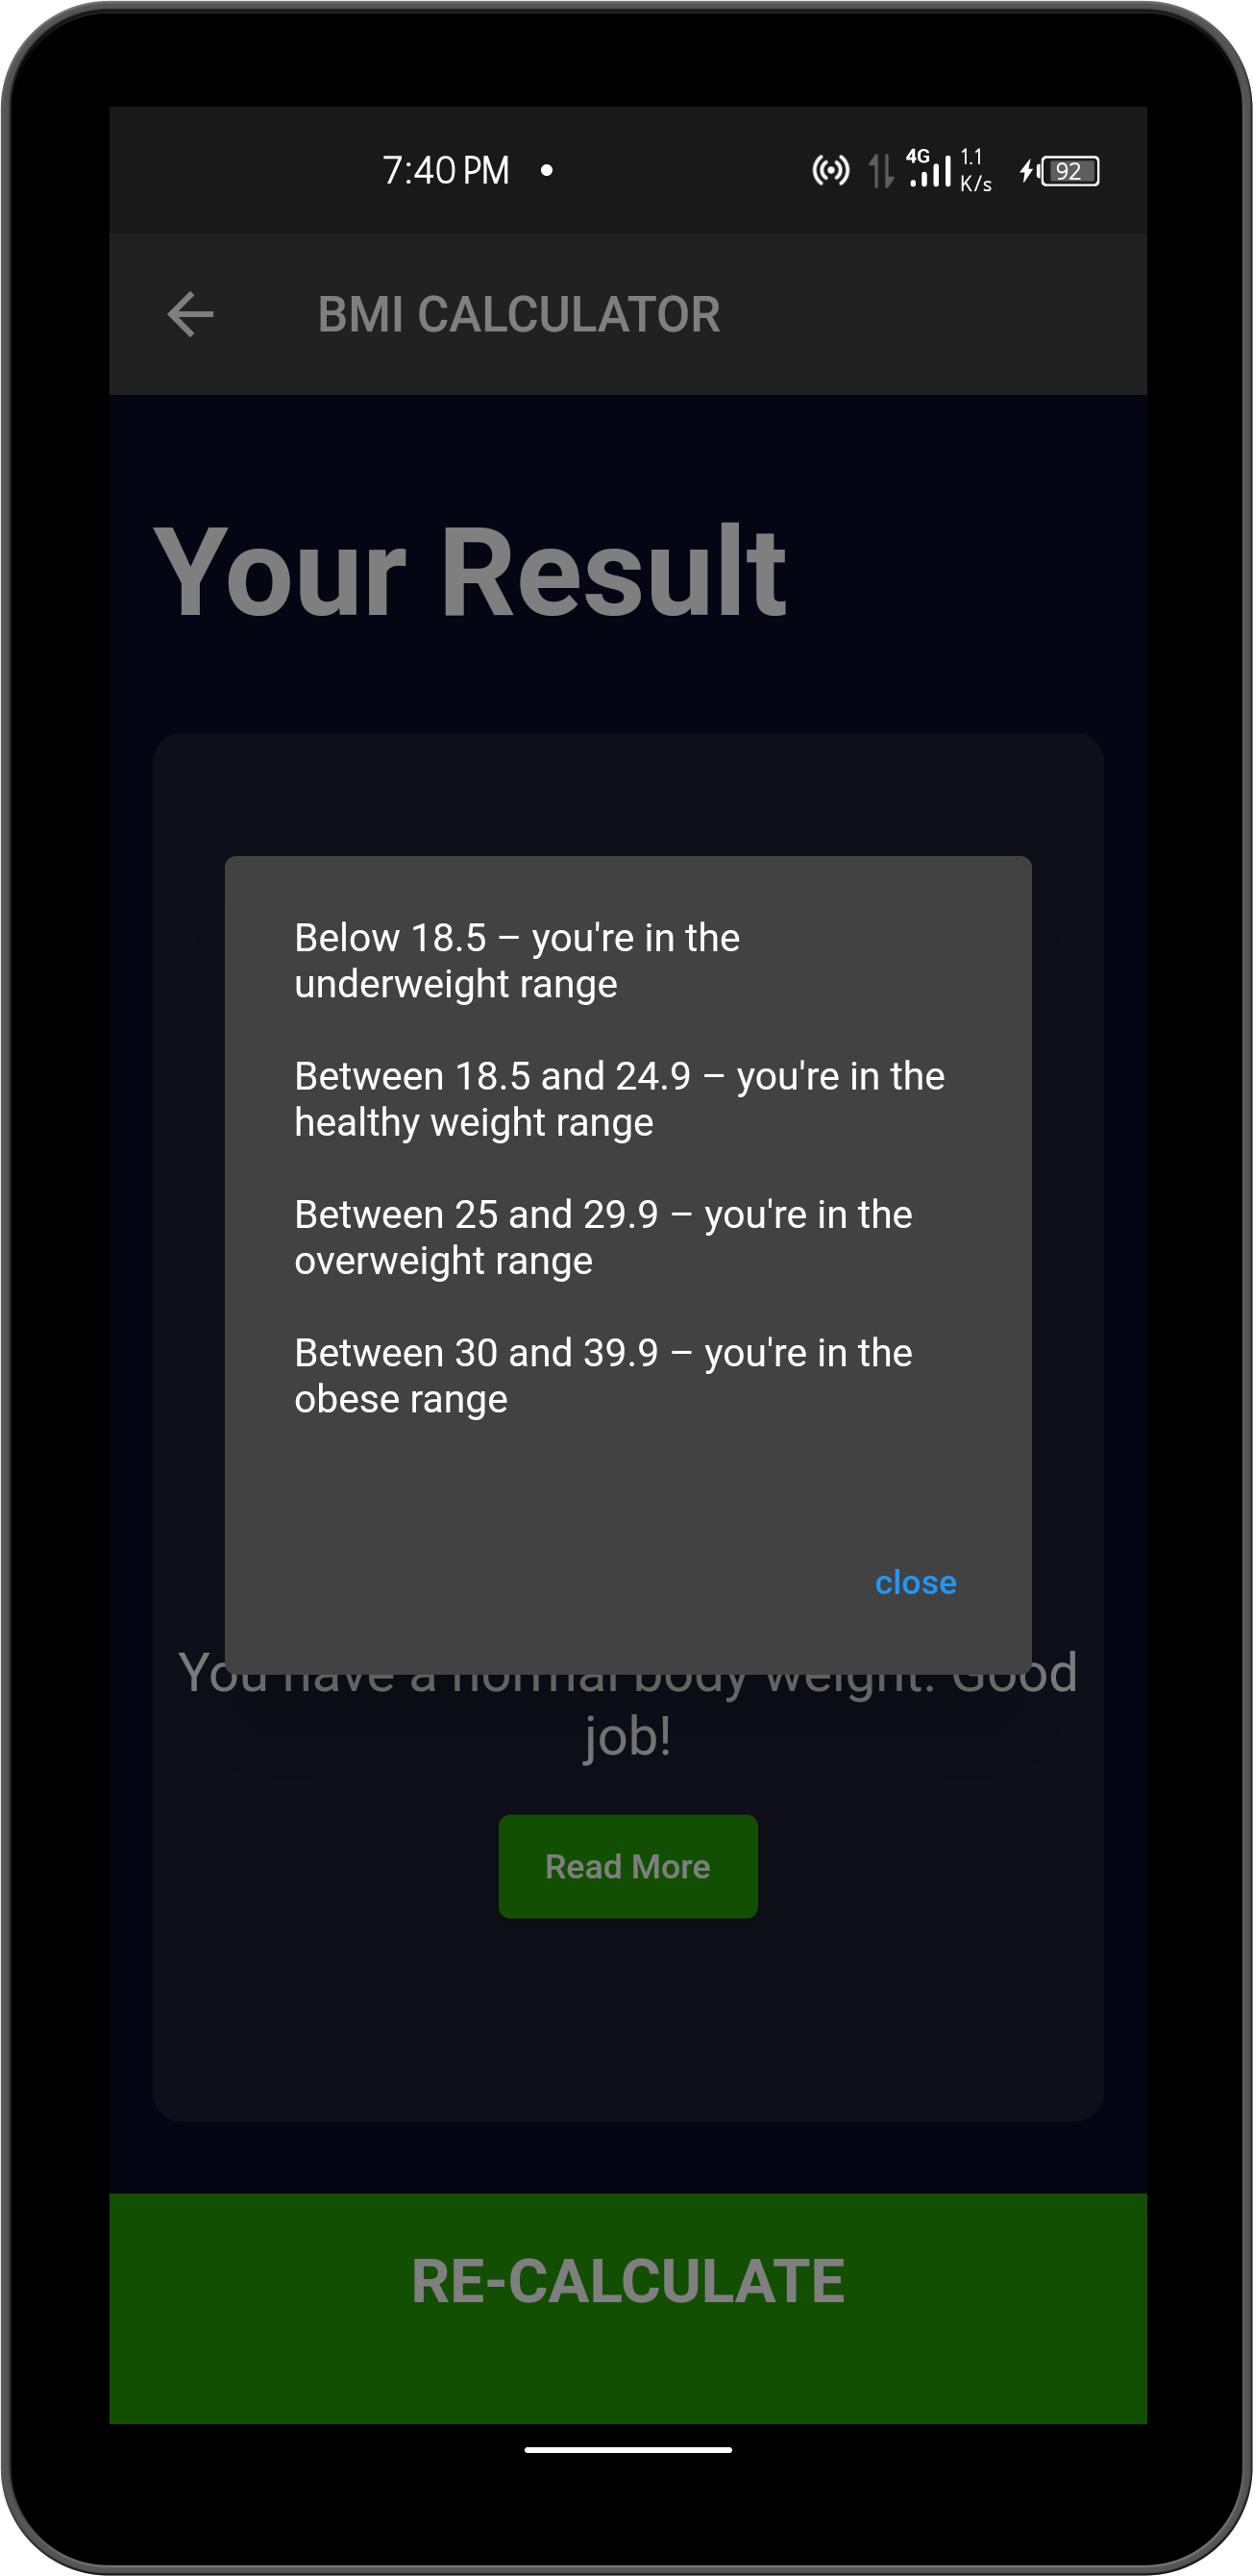 7:40 PM
4G
1.1
K/s
92
BMI CALCULATOR
Your Result
Below 18.5 – you're in the
underweight range
Between 18.5 and 24.9 – you're in the
healthy weight range
Between 25 and 29.9 – you're in the
overweight range
Between 30 and 39.9 – you're in the
obese range
close
You have a normal body weight. Good
job!
Read More
RE-CALCULATE